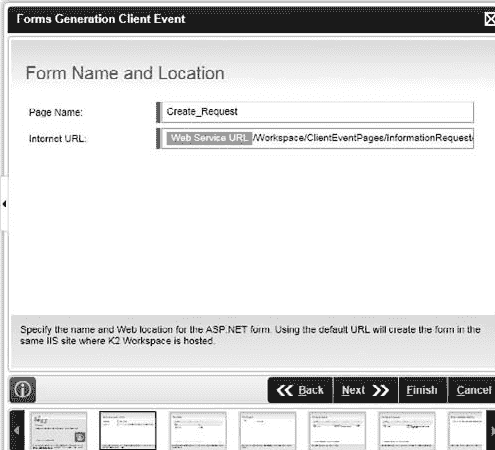 Forms Generation Client Event
Form Name and Location
Page Name: Create_Request
Internet URL: Web Service URL /Workspace/ClientEventPages/InformationRequest
Specify the name and Web location for the ASP.NET form. Using the default URL will create the form in the
same IIS site where K2 Workspace is hosted.
Back Next Finish Cancel